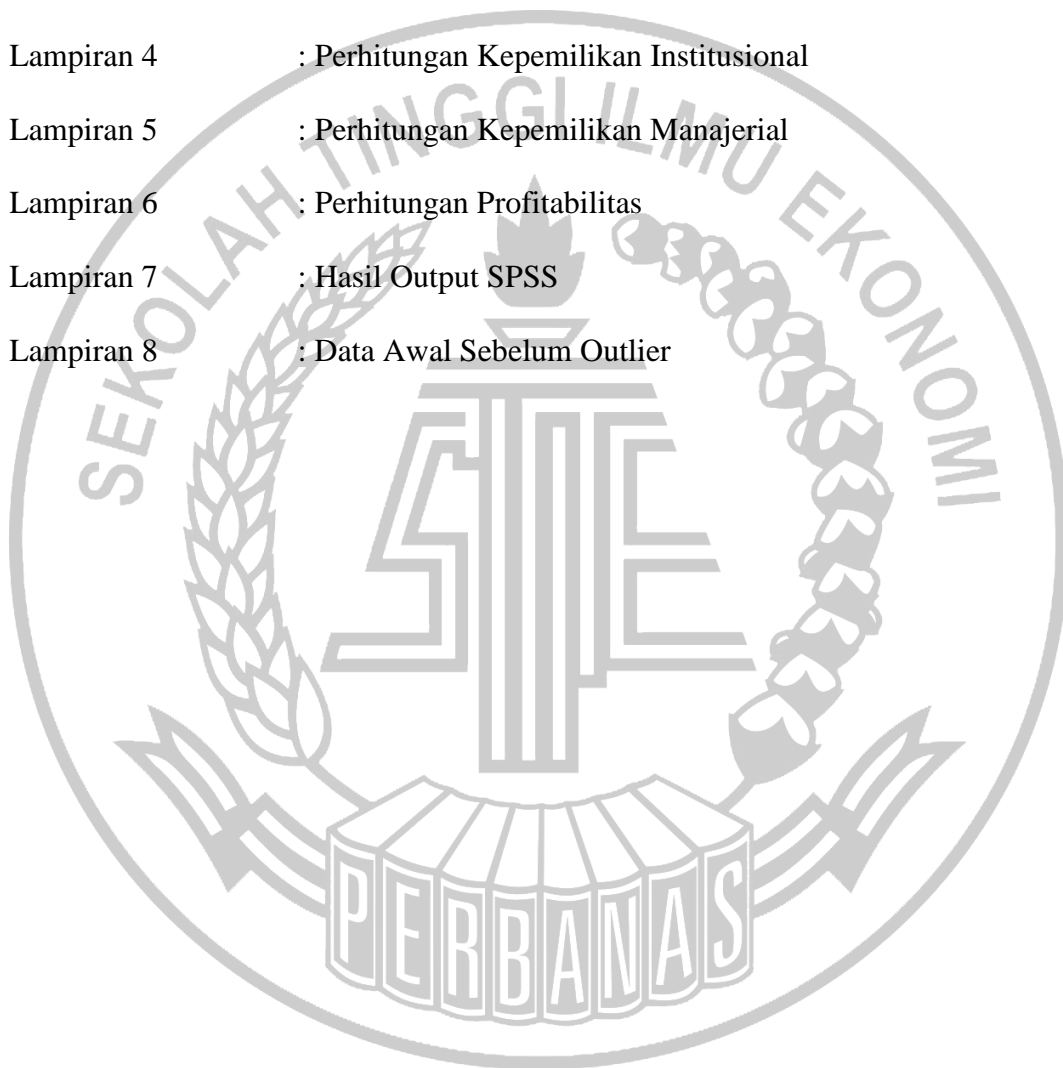 Lampiran 4 : Perhitungan Kepemilikan Institusional
Lampiran 5 : Perhitungan Kepemilikan Manajerial
Lampiran 6 : Perhitungan Profitabilitas
Lampiran 7 : Hasil Output SPSS
Lampiran 8 : Data Awal Sebelum Outlier
SEKOLAH TINGGI ILMU EKONOMI
STIE
PERBANAS